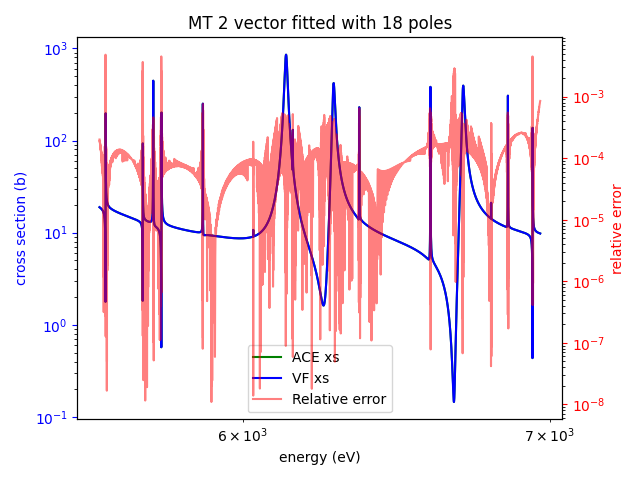 MT 2 vector fitted with 18 poles
10³
10²
10¹
10⁰
10⁻¹
cross section (b)
10⁻³
10⁻⁴
10⁻⁵
10⁻⁶
10⁻⁷
10⁻⁸
relative error
ACE xs
VF xs
Relative error
6 × 10³
7 × 10³
energy (eV)